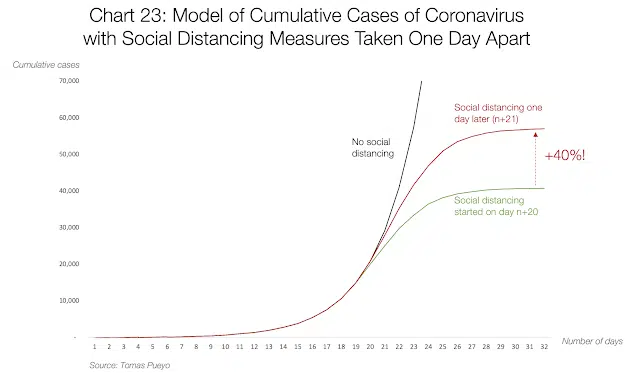 Chart 23: Model of Cumulative Cases of Coronavirus
with Social Distancing Measures Taken One Day Apart
Cumulative cases
70,000
60,000
50,000
40,000
30,000
20,000
10,000
-
No social
distancing
Social distancing one
day later (n+21)
+40%!
Social distancing
started on day n+20
1 2 3 4 5 6 7 8 9 10 11 12 13 14 15 16 17 18 19 20 21 22 23 24 25 26 27 28 29 30 31 32
Number of days
Source: Tomas Pueyo